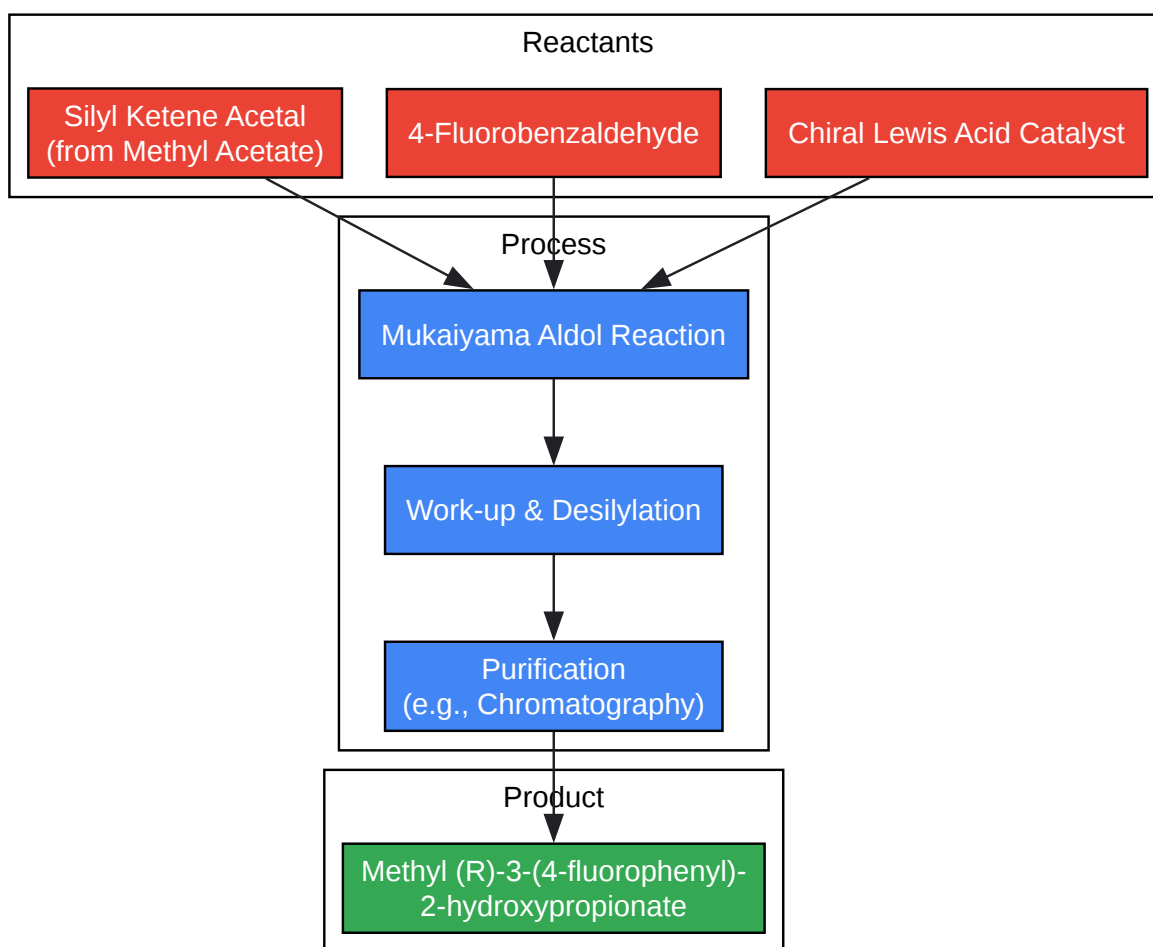 Reactants
Silyl Ketene Acetal
(from Methyl Acetate)
4-Fluorobenzaldehyde
Chiral Lewis Acid Catalyst
Process
Mukaiyama Aldol Reaction
Work-up & Desilylation
Purification
(e.g., Chromatography)
Product
Methyl (R)-3-(4-fluorophenyl)-
2-hydroxypropionate